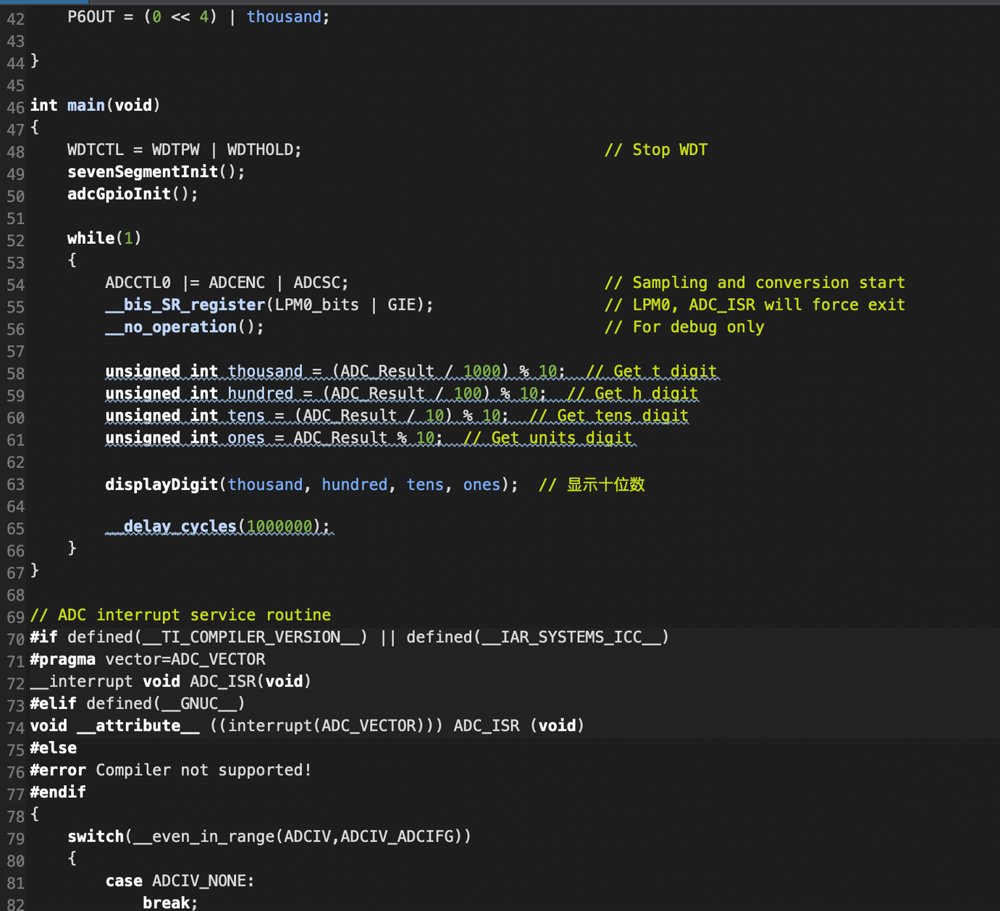 42 P6OUT = (0 << 4) | thousand;
43
44 }
45
46 int main(void)
47 {
48 WDTCTL = WDTPW | WDTHOLD; // Stop WDT
49 sevenSegmentInit();
50 adcGpioInit();
51
52 while(1)
53 {
54 ADCCTL0 |= ADCENC | ADCSC; // Sampling and conversion start
55 __bis_SR_register(LPM0_bits | GIE); // LPM0, ADC_ISR will force exit
56 __no_operation(); // For debug only
57
58 unsigned int thousand = (ADC_Result / 1000) % 10; // Get t digit
59 unsigned int hundred = (ADC_Result / 100) % 10; // Get h digit
60 unsigned int tens = (ADC_Result / 10) % 10; // Get tens digit
61 unsigned int ones = ADC_Result % 10; // Get units digit
62
63 displayDigit(thousand, hundred, tens, ones); // 显示十位数
64
65 __delay_cycles(1000000);
66 }
67 }
68
69 // ADC interrupt service routine
70 #if defined(__TI_COMPILER_VERSION__) || defined(__IAR_SYSTEMS_ICC__)
71 #pragma vector=ADC_VECTOR
72 __interrupt void ADC_ISR(void)
73 #elif defined(__GNUC__)
74 void __attribute__ ((interrupt(ADC_VECTOR))) ADC_ISR (void)
75 #else
76 #error Compiler not supported!
77 #endif
78 {
79 switch(__even_in_range(ADCIV,ADCIV_ADCIFG))
80 {
81 case ADCIV_NONE:
82 break;